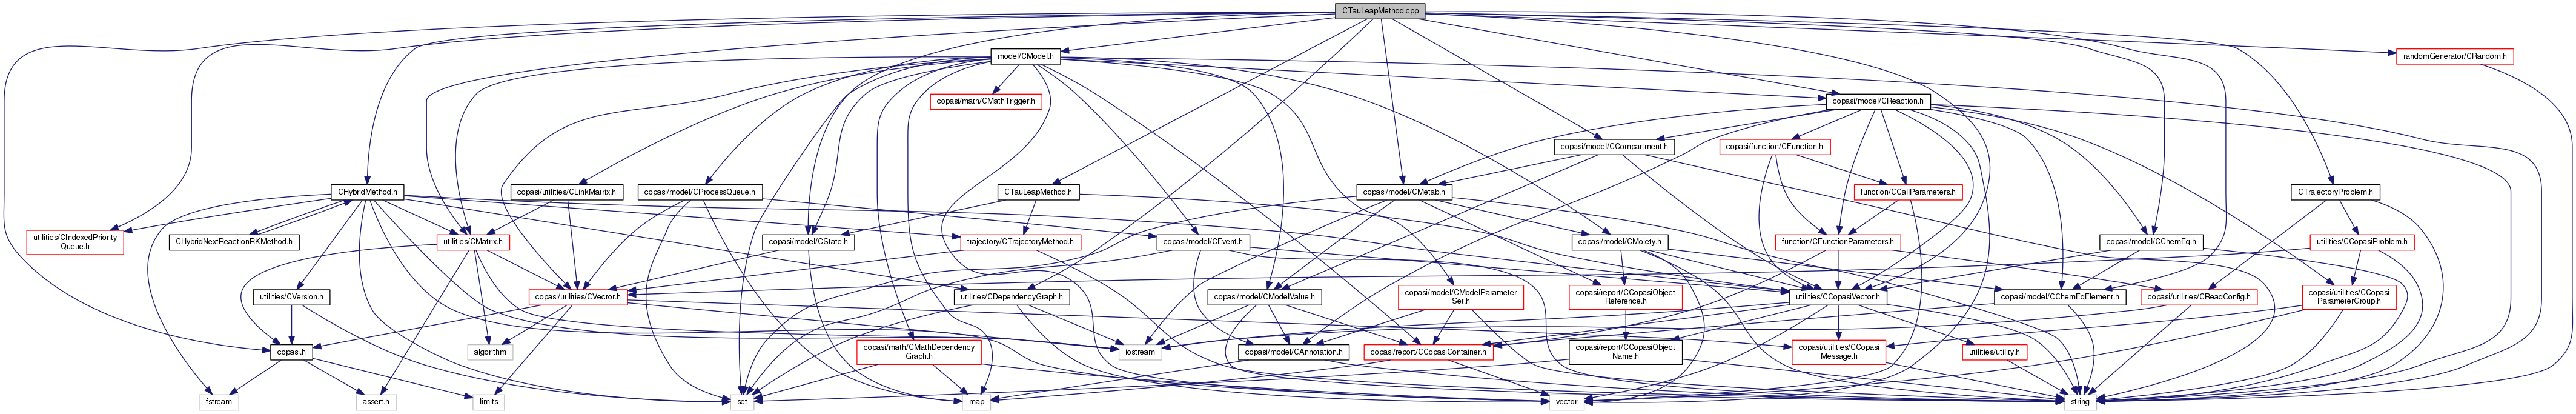 CTauLeapMethod.cpp
model/CModel.h
randomGenerator/CRandom.h
copasi/math/CMathTrigger.h
copasi/model/CReaction.h
copasi/model/CCompartment.h
copasi/function/CFunction.h
CHybridMethod.h
copasi/utilities/CLinkMatrix.h
copasi/model/CProcessQueue.h
CTauLeapMethod.h
copasi/model/CMetab.h
function/CCallParameters.h
CTrajectoryProblem.h
utilities/CIndexedPriority
Queue.h
CHybridNextReactionRKMethod.h
utilities/CMatrix.h
copasi/model/CState.h
trajectory/CTrajectoryMethod.h
copasi/model/CEvent.h
copasi/model/CMoiety.h
function/CFunctionParameters.h
copasi/model/CChemEq.h
utilities/CCopasiProblem.h
utilities/CVersion.h
copasi/utilities/CVector.h
utilities/CDependencyGraph.h
copasi/model/CModelValue.h
copasi/model/CModelParameter
Set.h
copasi/report/CCopasiObject
Reference.h
utilities/CCopasiVector.h
copasi/model/CChemEqElement.h
copasi/utilities/CReadConfig.h
copasi/utilities/CCopasi
ParameterGroup.h
copasi.h
algorithm
iostream
copasi/math/CMathDependency
Graph.h
copasi/model/CAnnotation.h
copasi/report/CCopasiContainer.h
copasi/report/CCopasiObject
Name.h
copasi/utilities/CCopasi
Message.h
utilities/utility.h
fstream
assert.h
limits
set
map
vector
string